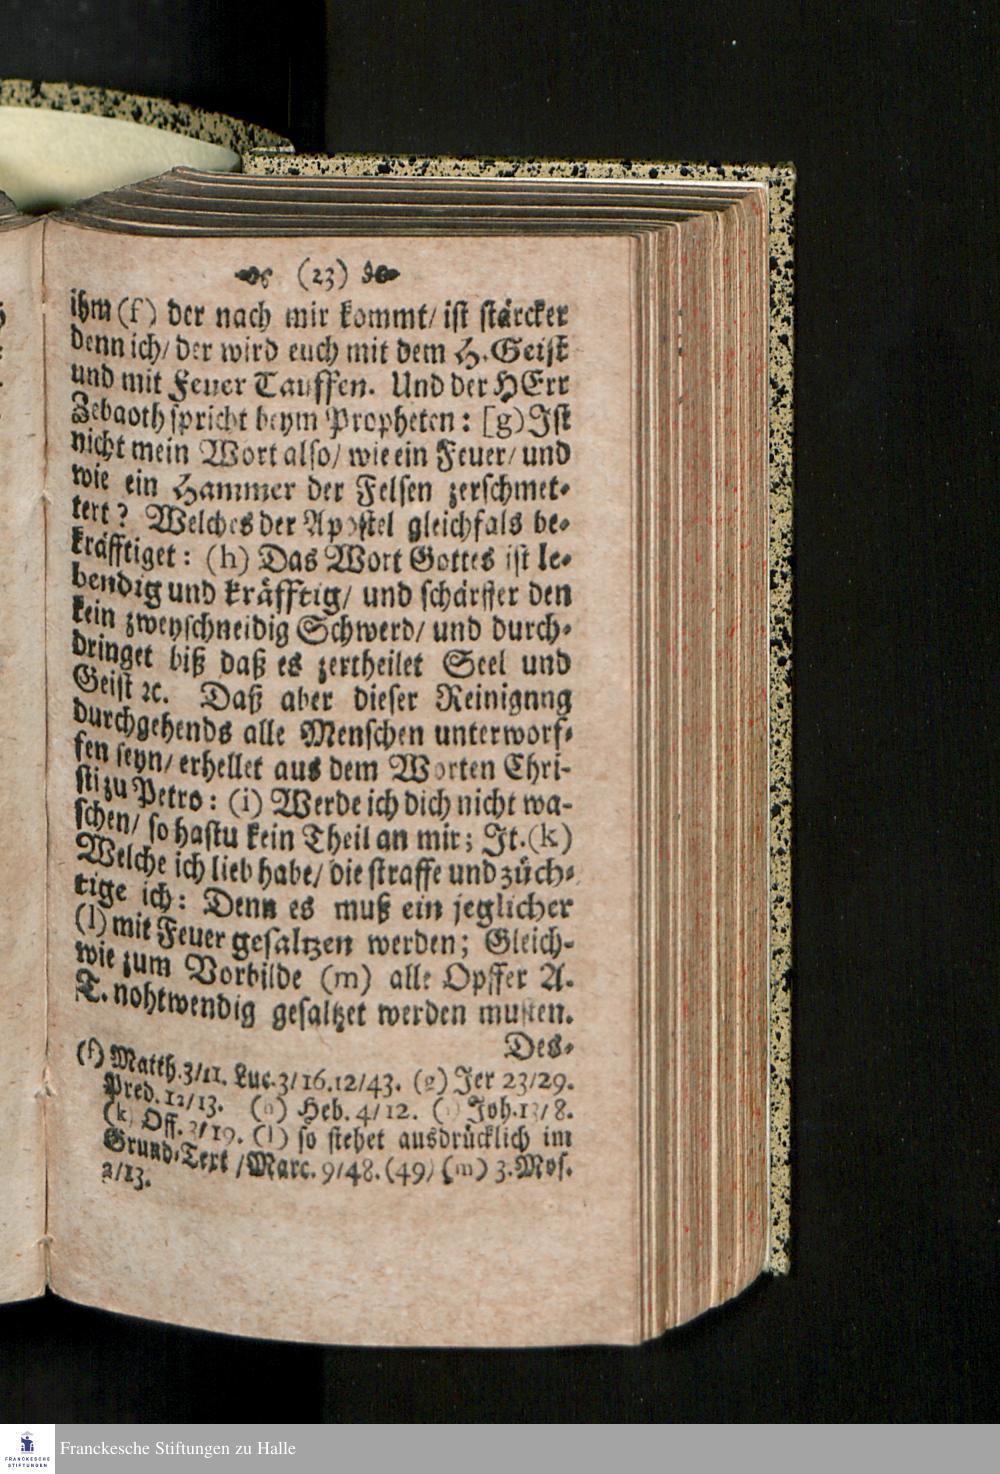 (23)
ihm (f) der nach mir kommt/ ist stärcker
denn ich/ der wird euch mit dem H. Geist
und mit Feuer Tauffen. Und der HErr
Zebaoth spricht beym Propheten: [g) Ist
nicht mein Wort also/ wie ein Feuer/ und
wie ein Hammer der Felsen zerschmet-
tert? Welches der Apostel gleichfals be-
kräfftiget: (h) Das Wort Gottes ist le-
bendig und kräfftig/ und schärffer den
kein zweyschneidig Schwerd/ und durch-
dringet biß daß es zertheilet Seel und
Geist ꝛc. Daß aber dieser Reinignng
durchgehends alle Menschen unterworf-
fen seyn/ erhellet aus dem Worten Chri-
sti zu Petro: (i) Werde ich dich nicht wa-
schen/ so hastu kein Theil an mir; It. (k)
Welche ich lieb habe/ die straffe und züch-
tige ich: Denn es muß ein jeglicher
(l) mit Feuer gesaltzen werden; Gleich-
wie zum Vorbilde (m) alle Opffer A.
T. nohtwendig gesaltzet werden musten.
Des-
(f) Matth. 3/11. Luc. 3/16. 12/43. (g) Jer 23/29.
Pred. 12/13. (h) Heb. 4/12. (i) Joh. 13/8.
(k) Off. 3/19. (l) so stehet ausdrücklich im
Grund-Text / Marc. 9/48. (49) (m) 3. Mos.
2/13.
FRANCKESCHE
STIFTUNGEN
Franckesche Stiftungen zu Halle